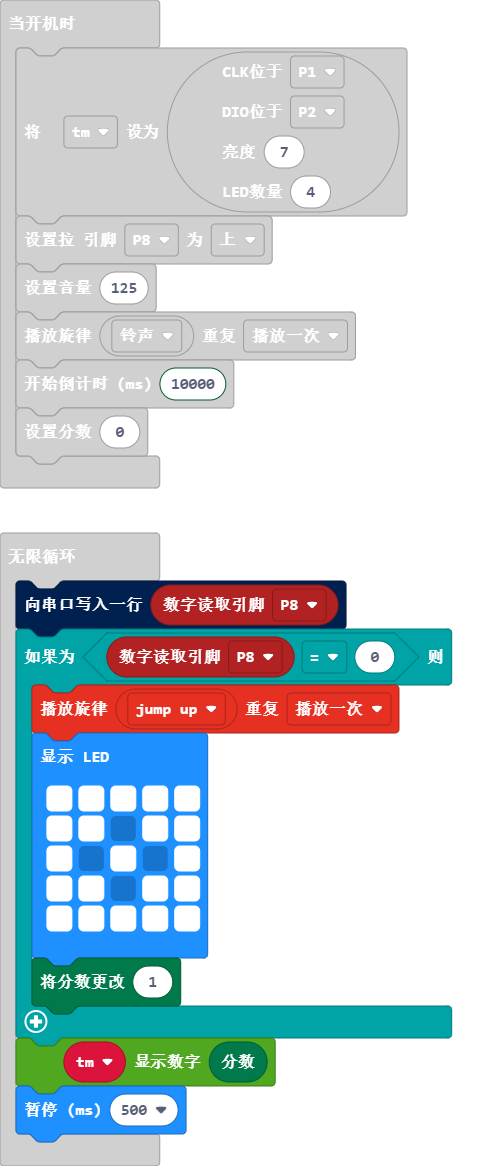 当开机时
CLK位于 P1
DIO位于 P2
将 tm 设为
亮度 7
LED数量 4
设置拉 引脚 P8 为 上
设置音量 125
播放旋律 铃声 重复 播放一次
开始倒计时 (ms) 10000
设置分数 0
无限循环
向串口写入一行 数字读取引脚 P8
如果为 数字读取引脚 P8 = 0 则
播放旋律 jump up 重复 播放一次
显示 LED
将分数更改 1
tm 显示数字 分数
暂停 (ms) 500